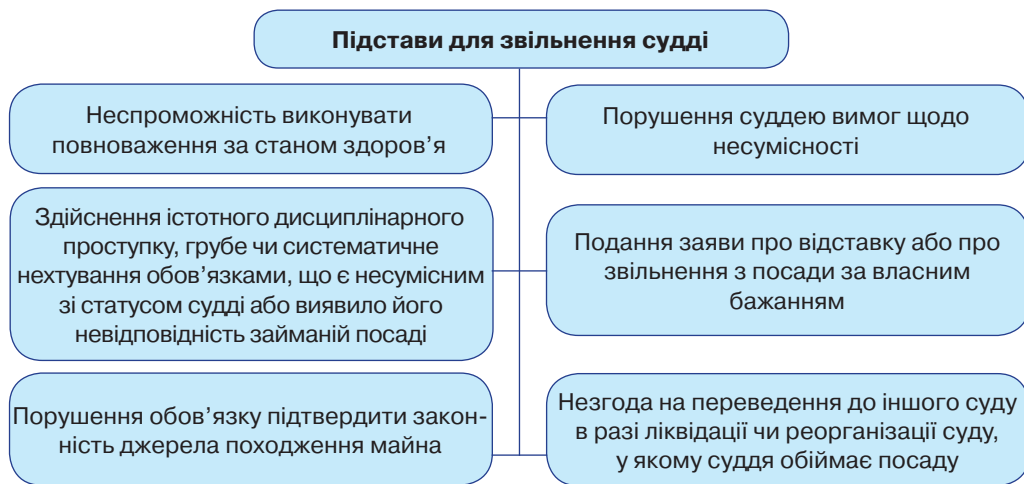 Підстави для звільнення судді
Неспроможність виконувати
повноваження за станом здоров’я
Порушення суддею вимог щодо
несумісності
Здійснення істотного дисциплінарного
проступку, грубе чи систематичне
нехтування обов’язками, що є несумісним
зі статусом судді або виявило його
невідповідність займаній посаді
Подання заяви про відставку або про
звільнення з посади за власним
бажанням
Порушення обов’язку підтвердити закон-
ність джерела походження майна
Незгода на переведення до іншого суду
в разі ліквідації чи реорганізації суду,
у якому суддя обіймає посаду